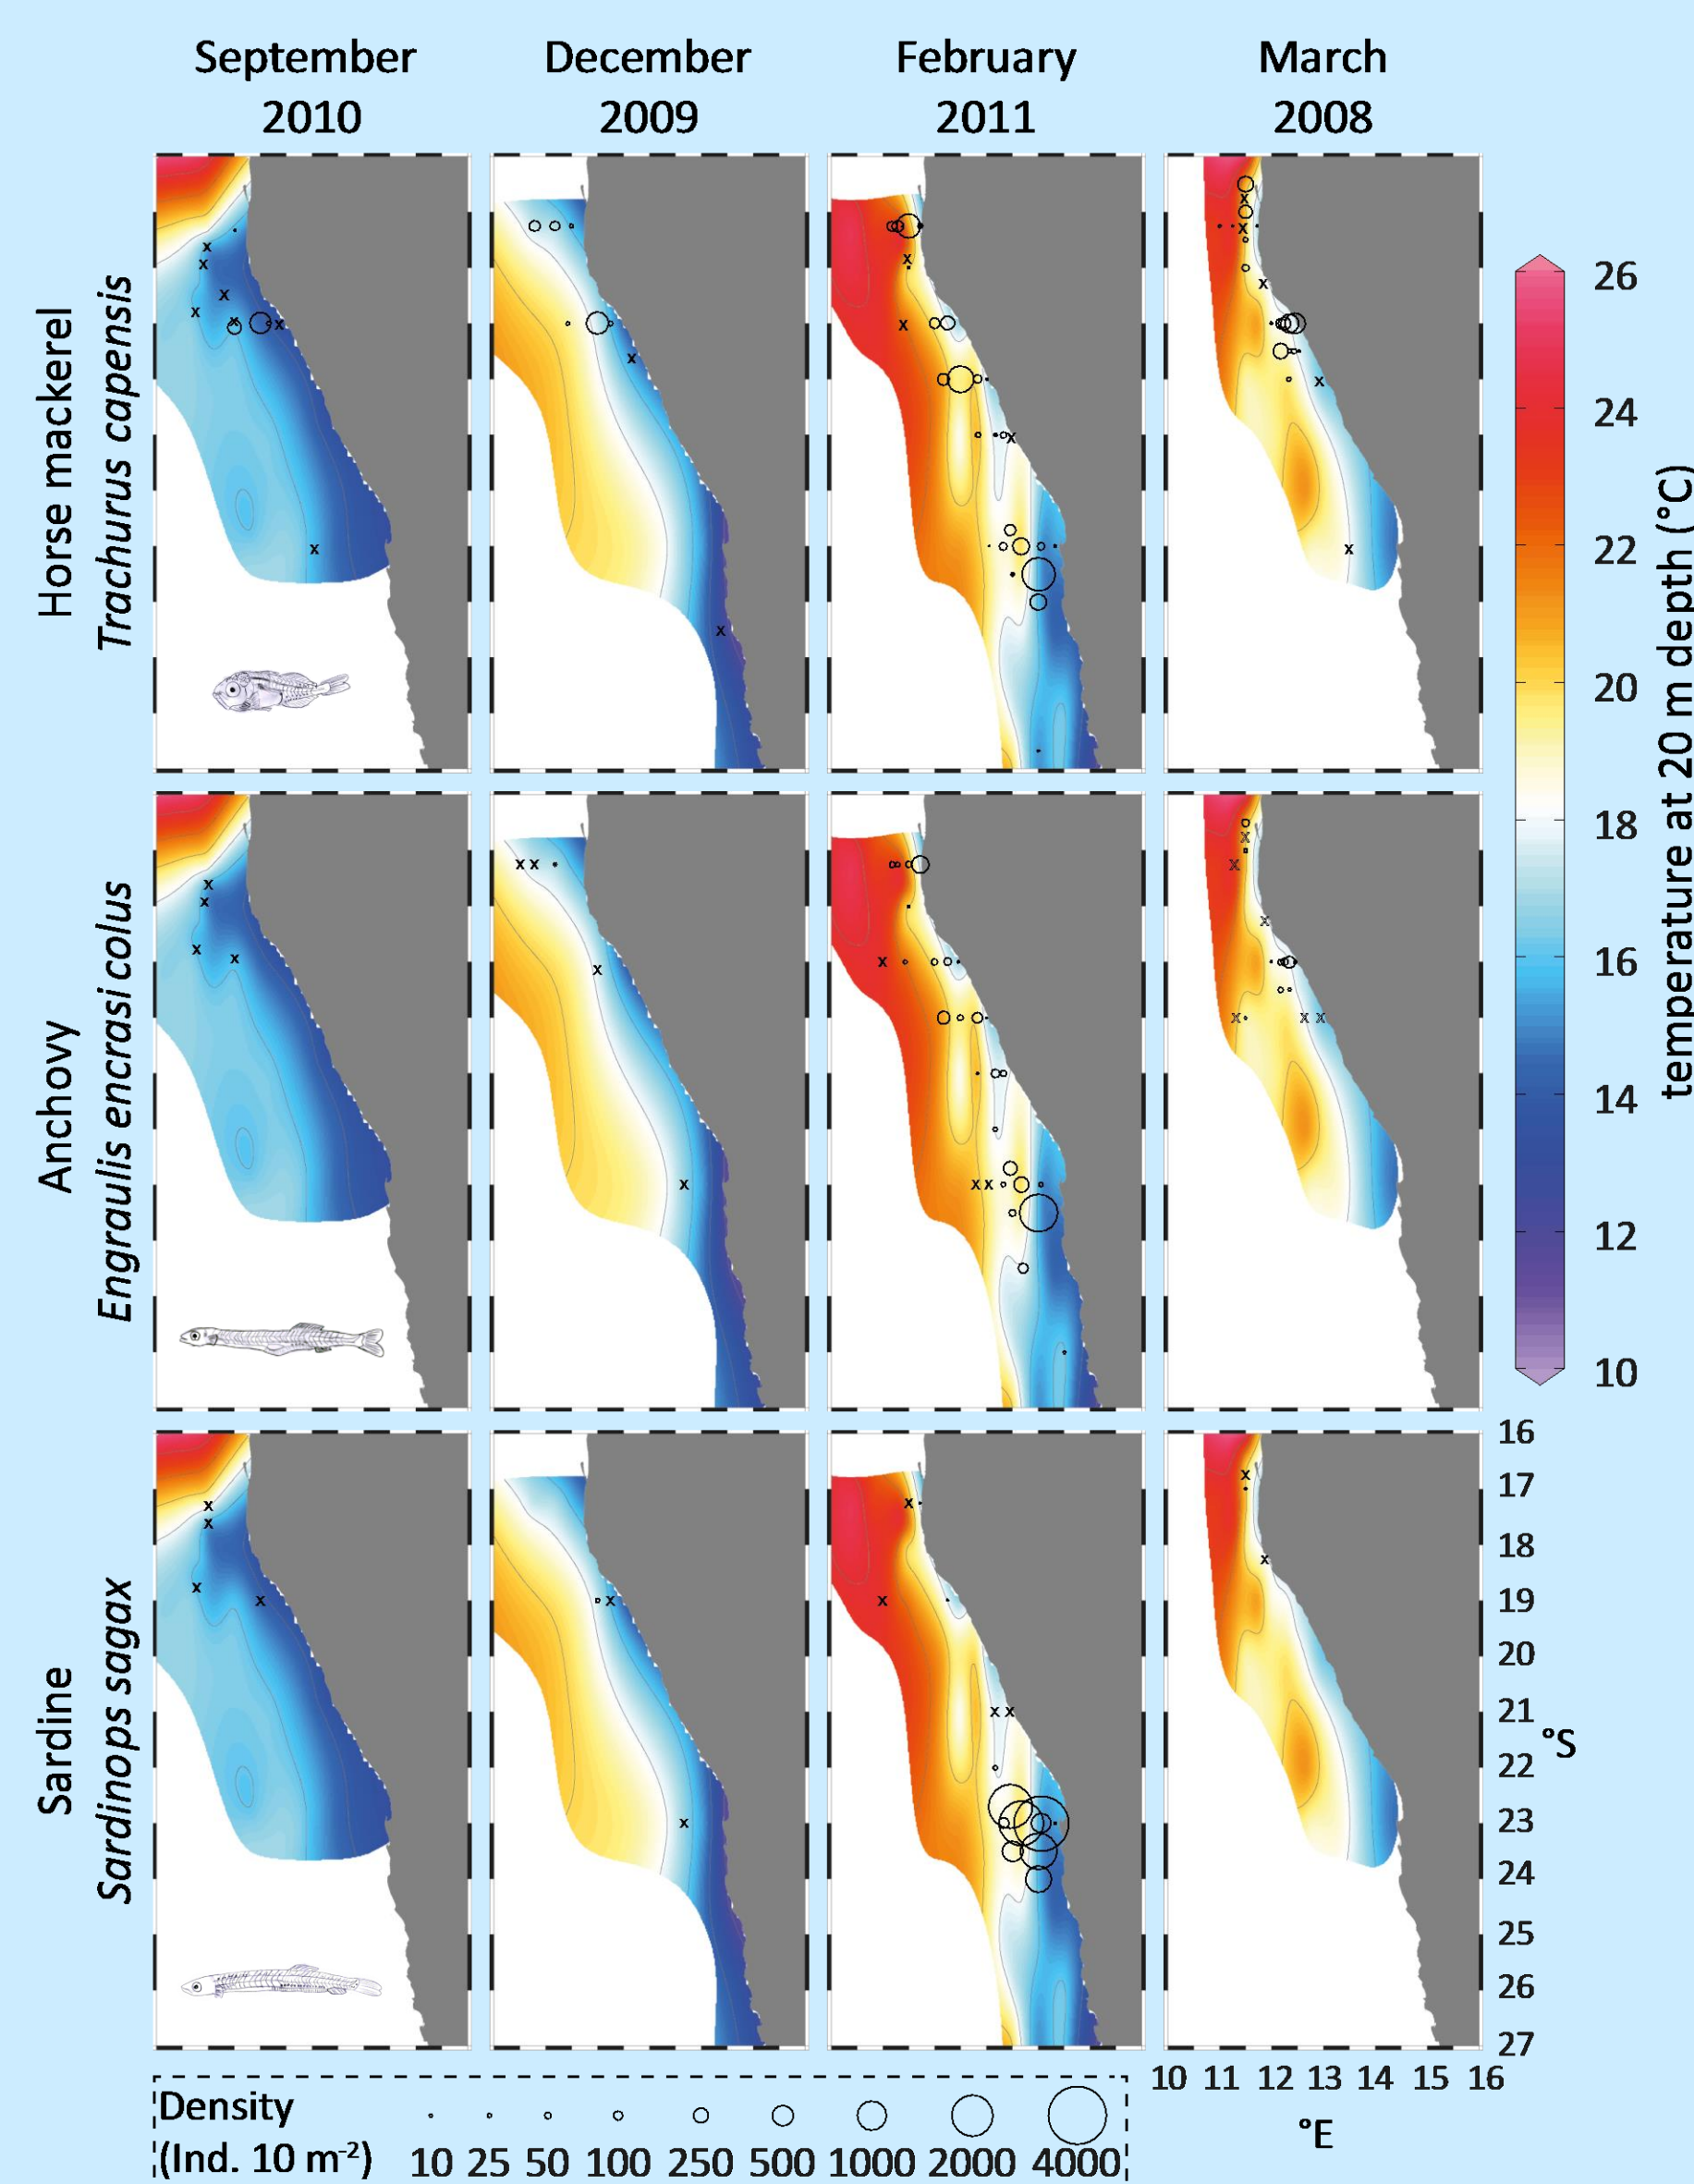 September
2010
December
2009
February
2011
March
2008
Horse mackerel
Trachurus capensis
Anchovy
Engraulis encrasi colus
Sardine
Sardinops sagax
26
24
22
20
18
16
14
12
10
temperature at 20 m depth (°C)
16
17
18
19
20
21
22
23
24
25
26
27
°S
10 11 12 13 14 15 16
°E
Density
(Ind. 10 m⁻²)
10 25 50 100 250 500 1000 2000 4000